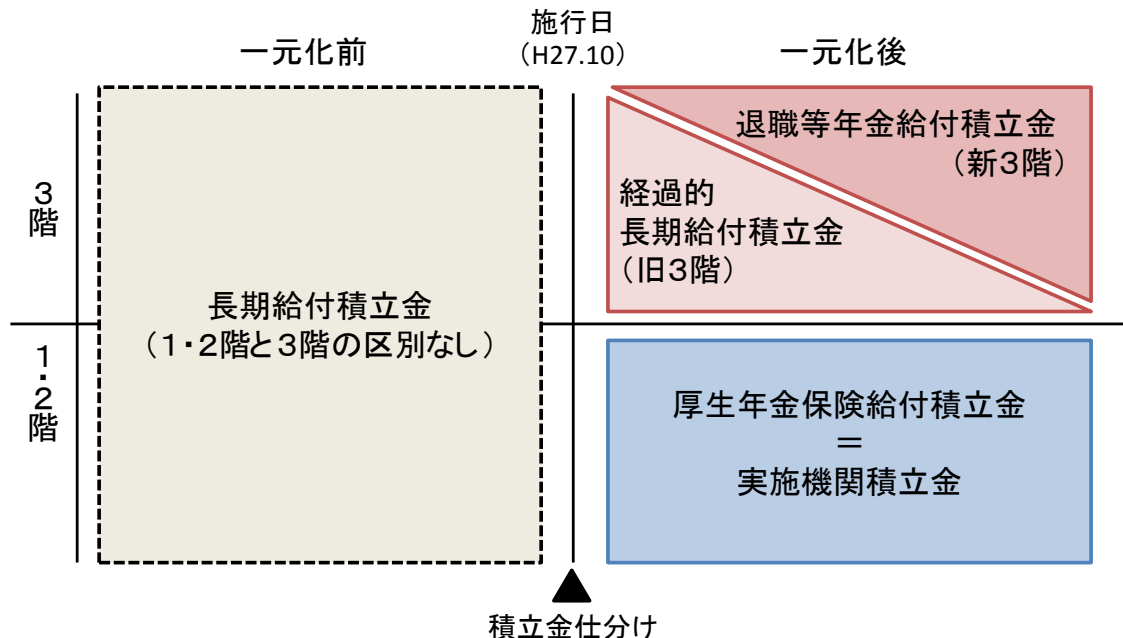 一元化前
施行日
（H27.10）
一元化後
３階
１・２階
長期給付積立金
（１・２階と３階の区別なし）
退職等年金給付積立金
（新３階）
経過的
長期給付積立金
（旧３階）
厚生年金保険給付積立金
＝
実施機関積立金
積立金仕分け